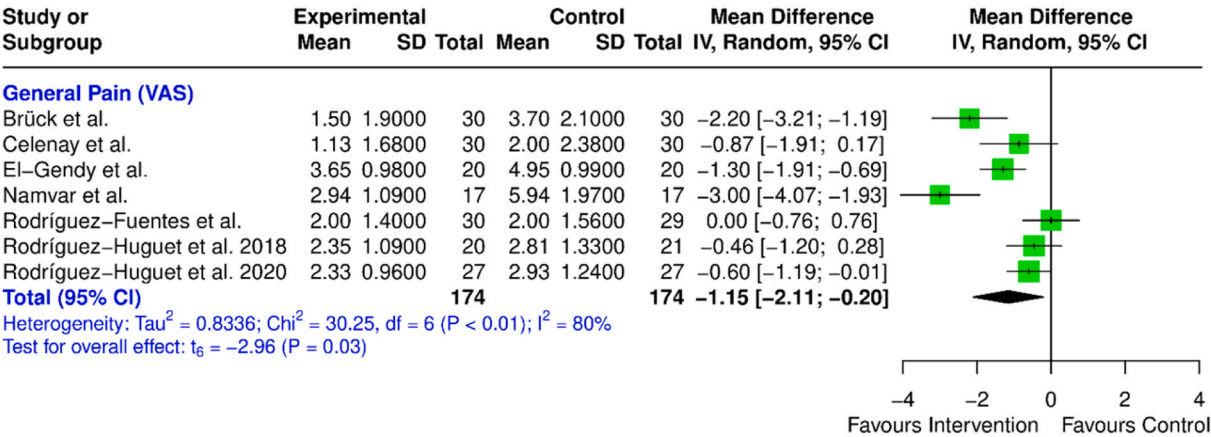 Study or Experimental Control Mean Difference Mean Difference
Subgroup Mean SD Total Mean SD Total IV, Random, 95% CI IV, Random, 95% CI
General Pain (VAS)
Brück et al. 1.50 1.9000 30 3.70 2.1000 30 −2.20 [−3.21; −1.19]
Celenay et al. 1.13 1.6800 30 2.00 2.3800 30 −0.87 [−1.91; 0.17]
El−Gendy et al. 3.65 0.9800 20 4.95 0.9900 20 −1.30 [−1.91; −0.69]
Namvar et al. 2.94 1.0900 17 5.94 1.9700 17 −3.00 [−4.07; −1.93]
Rodríguez−Fuentes et al. 2.00 1.4000 30 2.00 1.5600 29 0.00 [−0.76; 0.76]
Rodríguez−Huguet et al. 2018 2.35 1.0900 20 2.81 1.3300 21 −0.46 [−1.20; 0.28]
Rodríguez−Huguet et al. 2020 2.33 0.9600 27 2.93 1.2400 27 −0.60 [−1.19; −0.01]
Total (95% CI) 174 174 −1.15 [−2.11; −0.20]
Heterogeneity: Tau² = 0.8336; Chi² = 30.25, df = 6 (P < 0.01); I² = 80%
Test for overall effect: t₆ = −2.96 (P = 0.03)
−4 −2 0 2 4
Favours Intervention Favours Control